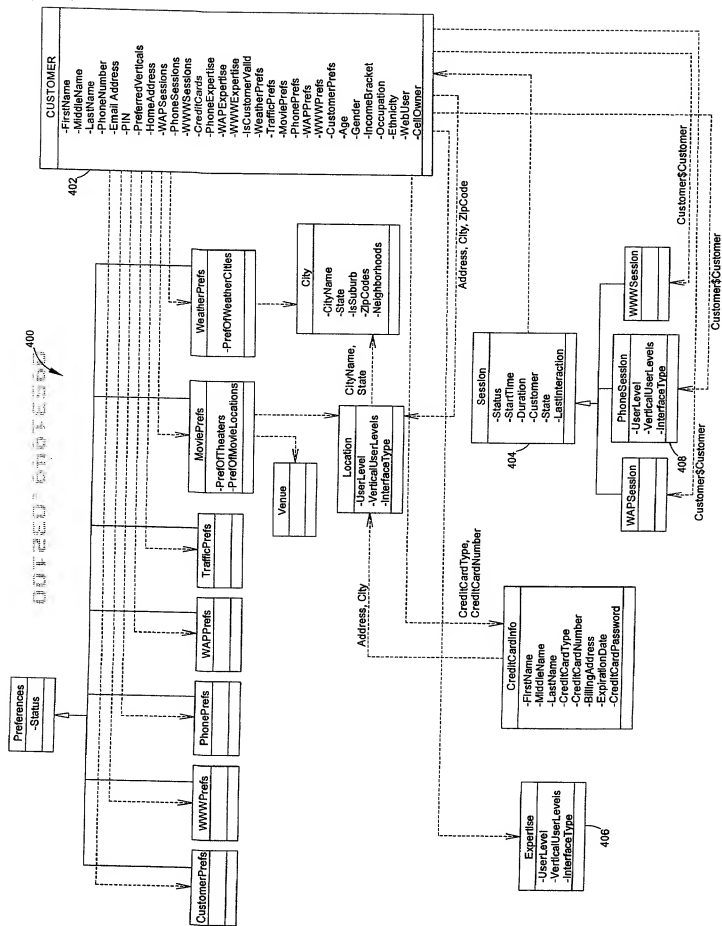 400
CUSTOMER
-FirstName
-MiddleName
-LastName
-PhoneNumber
-Email Address
-PIN
-PreferredVerticals
-HomeAddress
-WAPSessions
-PhoneSessions
-WWWSessions
-CreditCards
-PhoneExpertise
-WAPExpertise
-WWWExpertise
-IsCustomerValid
-WeatherPrefs
-TrafficPrefs
-MoviePrefs
-PhonePrefs
-WAPPrefs
-WWWPrefs
-CustomerPrefs
-Age
-Gender
-IncomeBracket
-Occupation
-Ethnicity
-WebUser
-CellOwner
402
Preferences
-Status
CustomerPrefs
WWWPrefs
PhonePrefs
WAPPrefs
TrafficPrefs
MoviePrefs
-PrefOfTheaters
-PrefOfMovieLocations
WeatherPrefs
-PrefOfWeatherCities
Venue
City
-CityName
-State
-IsSuburb
-ZipCodes
-Neighborhoods
CityName,
State
Location
-UserLevel
-VerticalUserLevels
-InterfaceType
Address, City, ZipCode
Address, City
Session
-Status
-StartTime
-Duration
-Customer
-State
-LastInteraction
404
WAPSession
PhoneSession
-UserLevel
-VerticalUserLevels
-InterfaceType
408
WWWSession
Customer$Customer
Customer$Customer
Customer$Customer
CreditCardType,
CreditCardNumber
CreditCardInfo
-FirstName
-MiddleName
-LastName
-CreditCardType
-CreditCardNumber
-BillingAddress
-ExpirationDate
-CreditCardPassword
Expertise
-UserLevel
-VerticalUserLevels
-InterfaceType
406